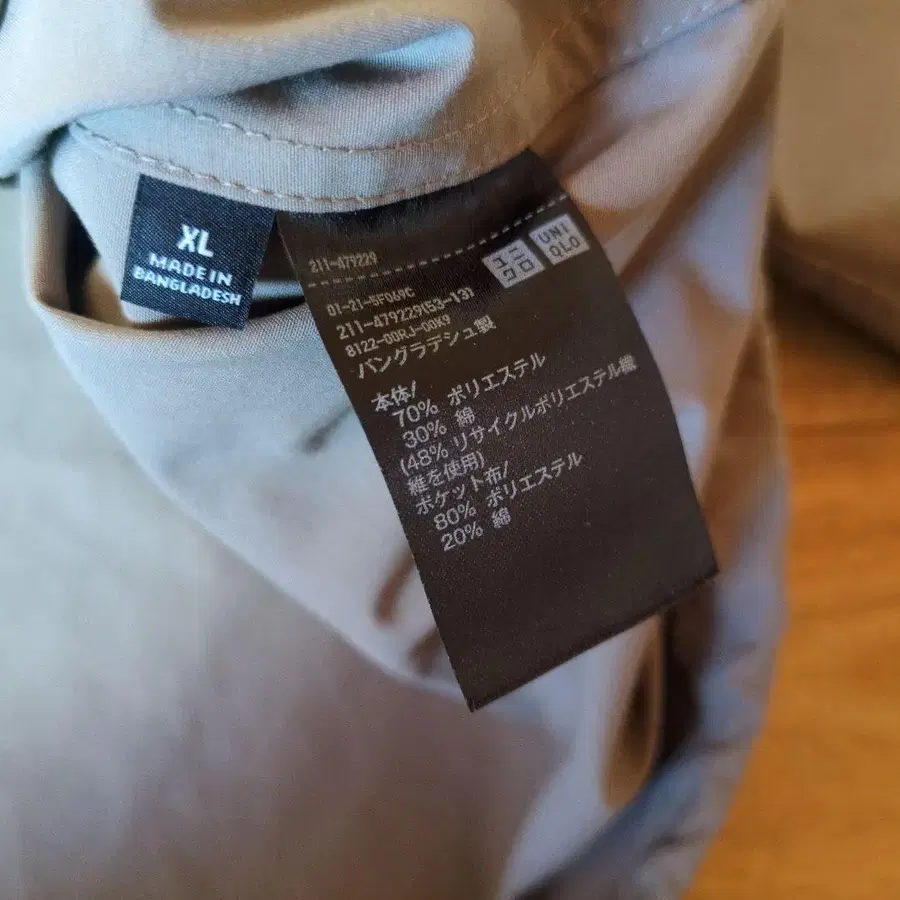 XL
MADE IN
BANGLADESH
211-479229
ユニ
クロ
UNI
QLO
01-21-5F069C
211-479229(53-13)
8122-00RJ-00K9
バングラデシュ製
本体/
70% ポリエステル
30% 綿
(48% リサイクルポリエステル繊
維を使用)
ポケット布/
80% ポリエステル
20% 綿